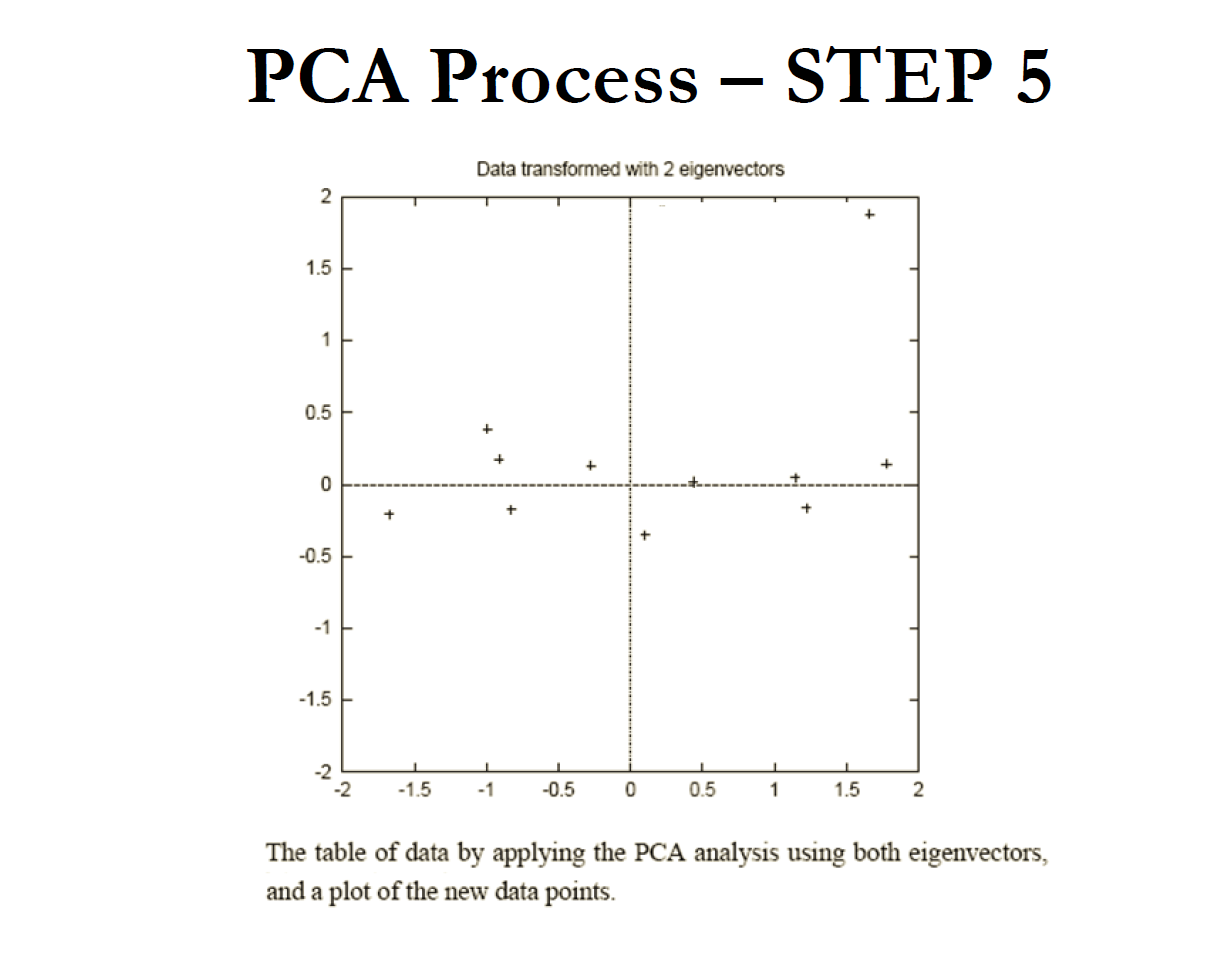 PCA Process – STEP 5
Data transformed with 2 eigenvectors
2
1.5
1
0.5
0
-0.5
-1
-1.5
-2
-2 -1.5 -1 -0.5 0 0.5 1 1.5 2
The table of data by applying the PCA analysis using both eigenvectors,
and a plot of the new data points.